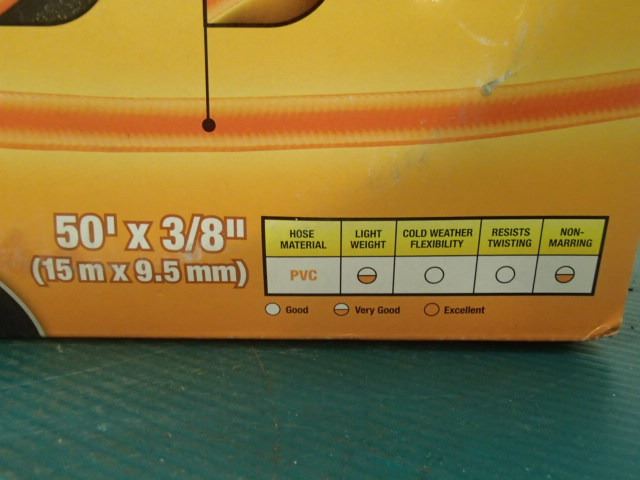 50' x 3/8"
(15 m x 9.5 mm)
HOSE MATERIAL LIGHT WEIGHT COLD WEATHER FLEXIBILITY RESISTS TWISTING NON-MARRING
PVC
Good Very Good Excellent